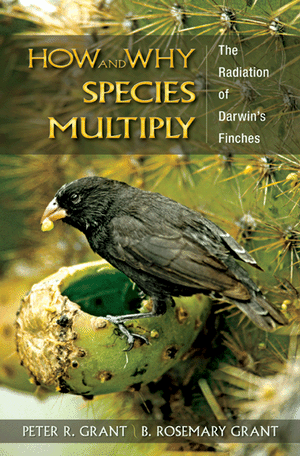 HOW AND WHY
SPECIES
MULTIPLY
The
Radiation
of
Darwin's
Finches
PETER R. GRANT | B. ROSEMARY GRANT